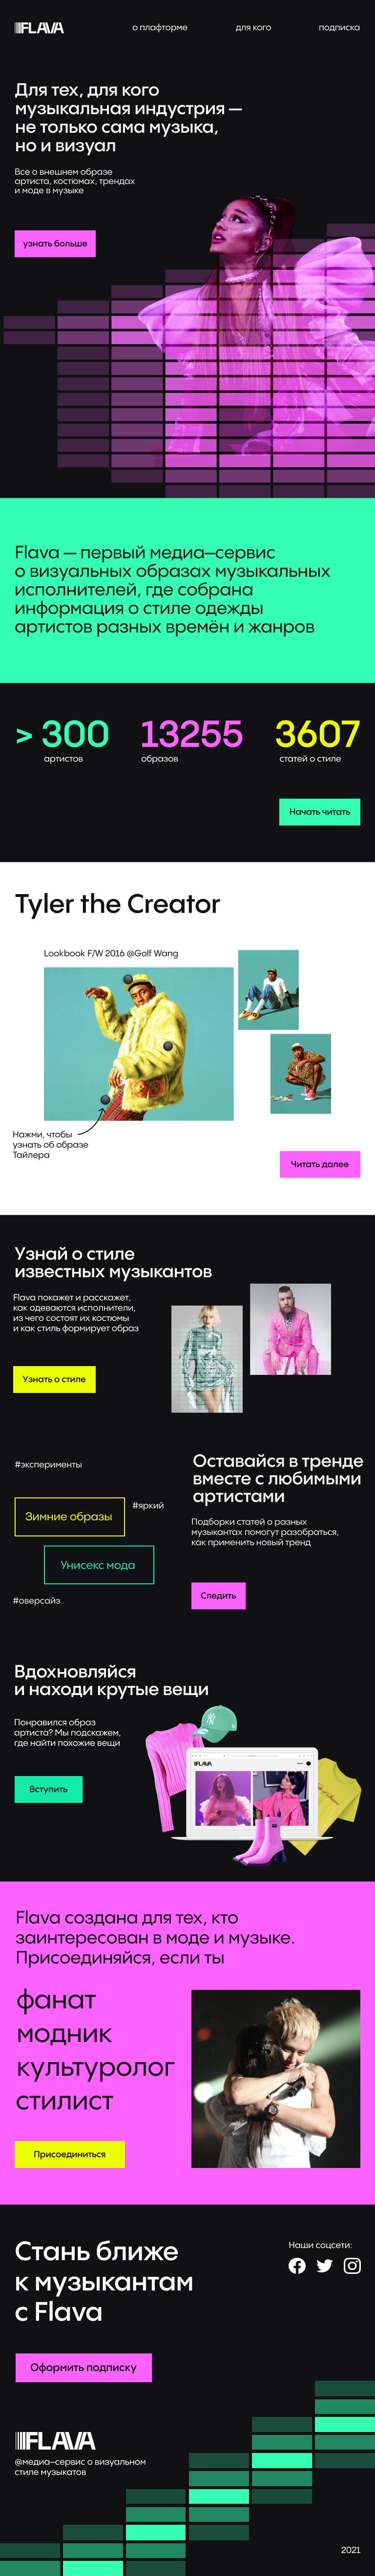 FLAVA
о плафторме
для кого
подписка
Для тех, для кого
музыкальная индустрия —
не только сама музыка,
но и визуал
Все о внешнем образе
артиста, костюмах, трендах
и моде в музыке
узнать больше
Flava — первый медиа–сервис
о визуальных образах музыкальных
исполнителей, где собрана
информация о стиле одежды
артистов разных времён и жанров
> 300
артистов
13255
образов
3607
статей о стиле
Начать читать
Tyler the Creator
Lookbook F/W 2016 @Golf Wang
Нажми, чтобы
узнать об образе
Тайлера
Читать далее
Узнай о стиле
известных музыкантов
Flava покажет и расскажет,
как одеваются исполнители,
из чего состоят их костюмы
и как стиль формирует образ
Узнать о стиле
#эксперименты
#яркий
Зимние образы
Унисекс мода
#оверсайз
Оставайся в тренде
вместе с любимыми
артистами
Подборки статей о разных
музыкантах помогут разобраться,
как применить новый тренд
Следить
Вдохновляйся
и находи крутые вещи
Понравился образ
артиста? Мы подскажем,
где найти похожие вещи
Вступить
FLAVA
Flava создана для тех, кто
заинтересован в моде и музыке.
Присоединяйся, если ты
фанат
модник
культуролог
стилист
Присоединиться
Стань ближе
к музыкантам
с Flava
Наши соцсети:
Оформить подписку
FLAVA
@медиа–сервис о визуальном
стиле музыкатов
2021